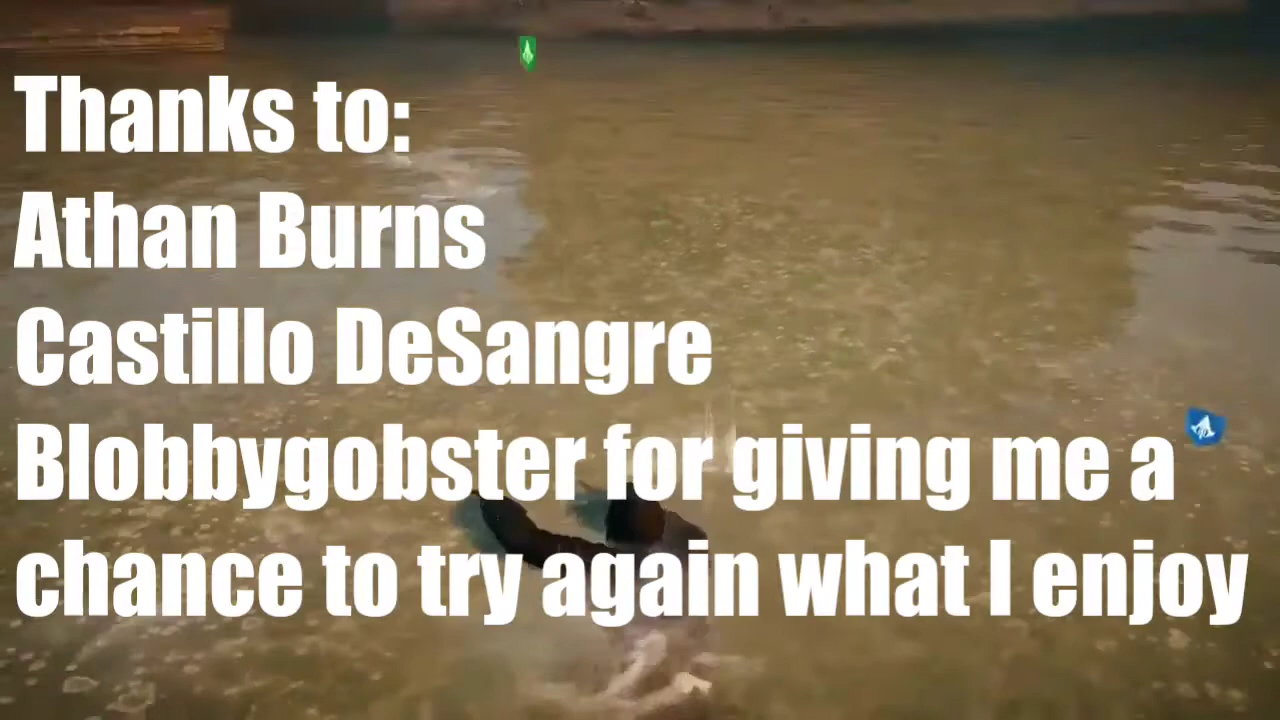 Thanks to:
Athan Burns
Castillo DeSangre
Blobbygobster for giving me a
chance to try again what I enjoy